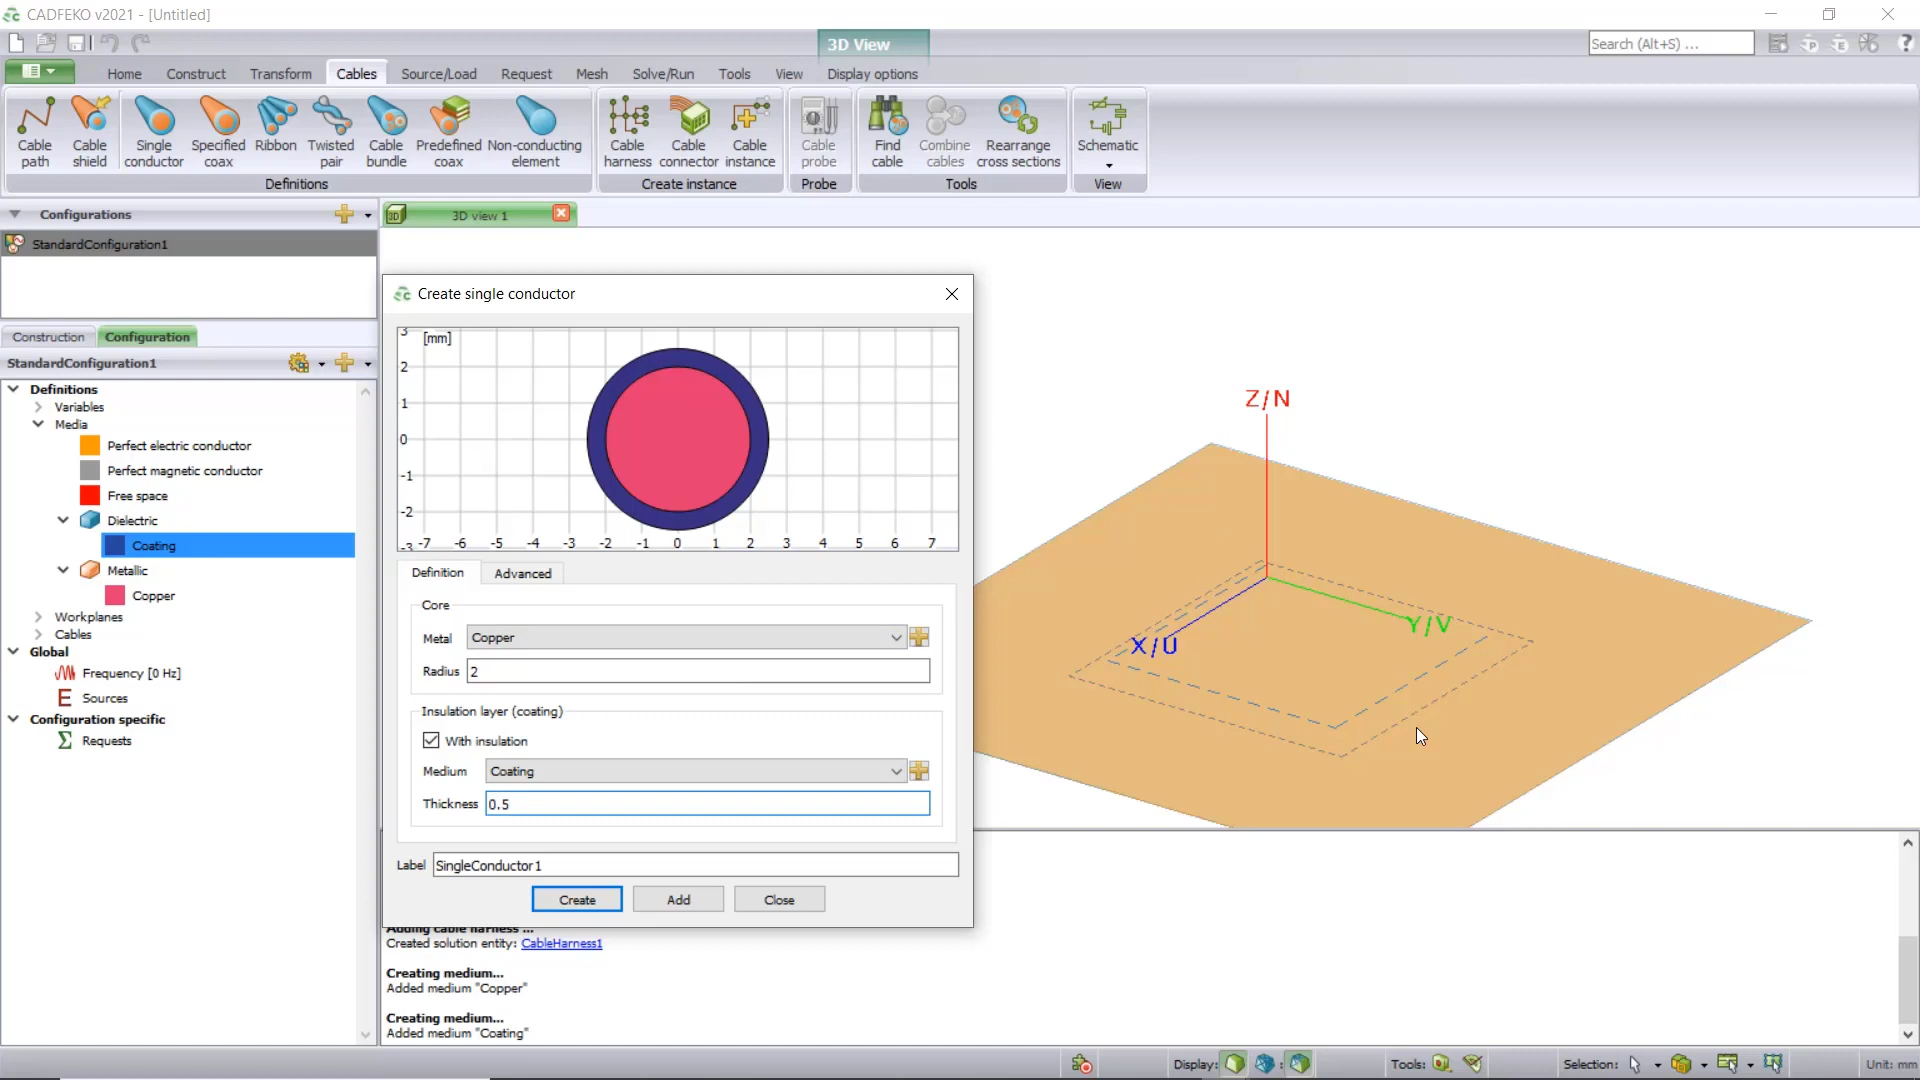 CADFEKO v2021 - [Untitled]
3D View
Search (Alt+S) ...
Home Construct Transform Cables Source/Load Request Mesh Solve/Run Tools View Display options
Cable path
Cable shield
Single conductor
Specified coax
Ribbon
Twisted pair
Cable bundle
Predefined coax
Non-conducting element
Cable harness
Cable connector
Cable instance
Cable probe
Find cable
Combine cables
Rearrange cross sections
Schematic
Definitions
Create instance
Probe
Tools
View
Configurations
3D
3D view 1
StandardConfiguration1
Construction Configuration
StandardConfiguration1
Definitions
Variables
Media
Perfect electric conductor
Perfect magnetic conductor
Free space
Dielectric
Coating
Metallic
Copper
Workplanes
Cables
Global
Frequency [0 Hz]
E Sources
Configuration specific
Σ Requests
Create single conductor
[mm]
3
2
1
0
-1
-2
-3
-7 -6 -5 -4 -3 -2 -1 0 1 2 3 4 5 6 7
Definition Advanced
Core
Metal Copper
Radius 2
Insulation layer (coating)
With insulation
Medium Coating
Thickness 0.5
Label SingleConductor1
Create Add Close
Z/N
X/U
Y/V
Adding cable harness ...
Created solution entity: CableHarness1
Creating medium...
Added medium "Copper"
Creating medium...
Added medium "Coating"
Display:
Tools:
Selection:
Unit: mm